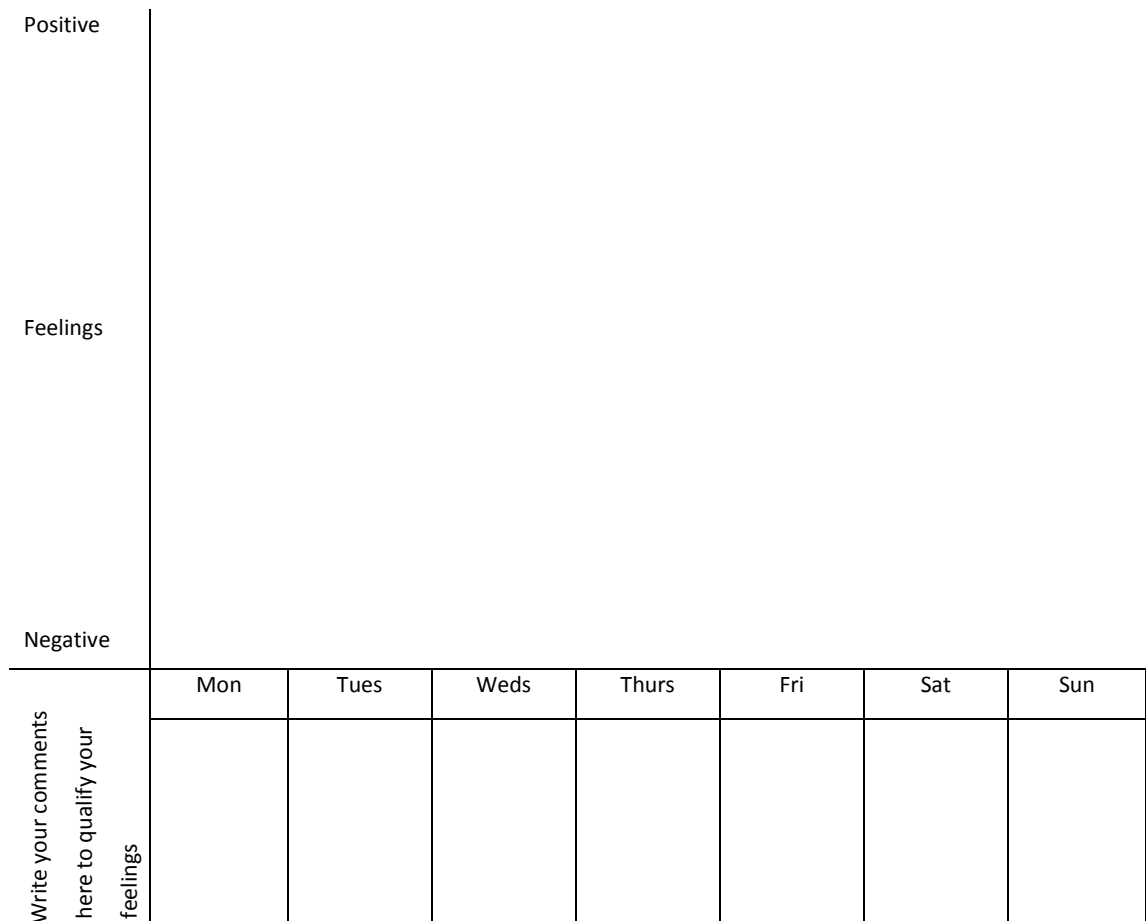 Positive
Feelings
Negative
Mon Tues Weds Thurs Fri Sat Sun
Write your comments
here to qualify your
feelings